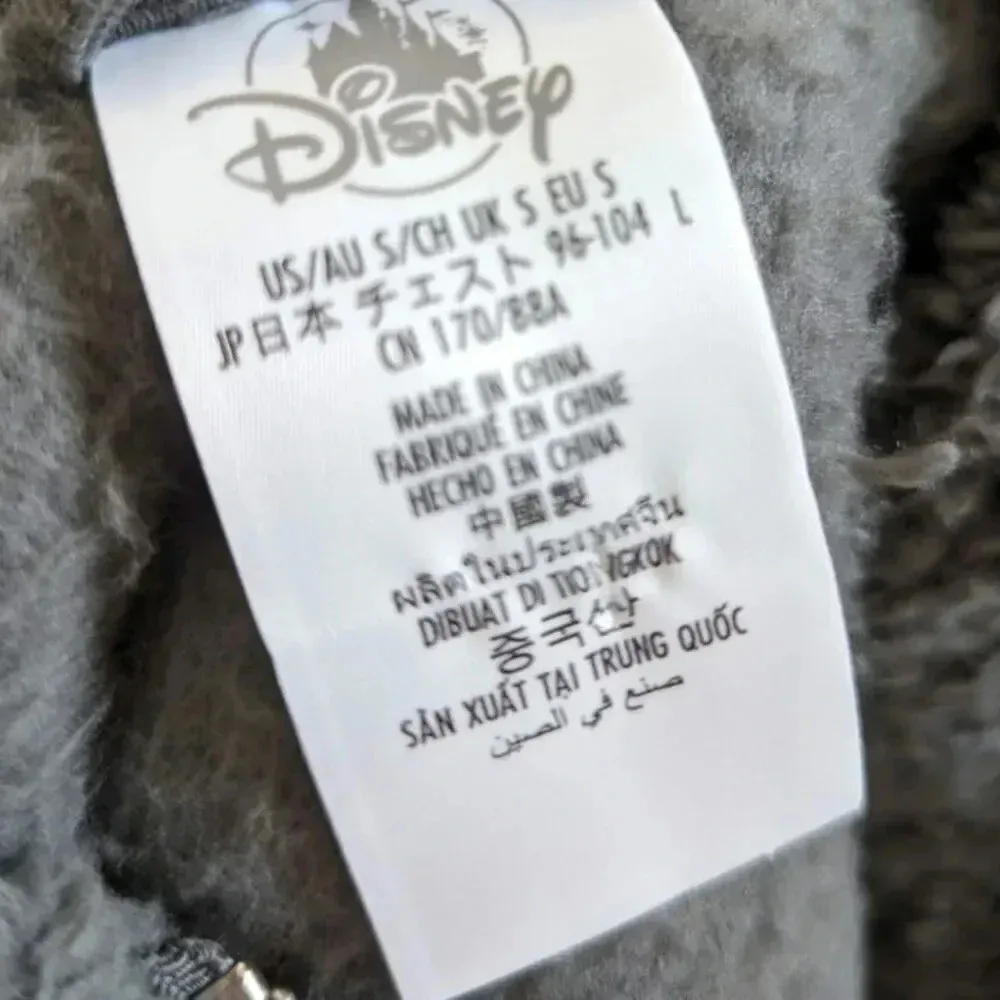 Disney
US/AU S/CH UK S EU S
JP日本 チェスト 96-104 L
CN 170/88A
MADE IN CHINA
FABRIQUÉ EN CHINE
HECHO EN CHINA
中國製
ผลิตในประเทศจีน
DIBUAT DI TIONGKOK
중국산
SẢN XUẤT TẠI TRUNG QUỐC
صنع في الصين